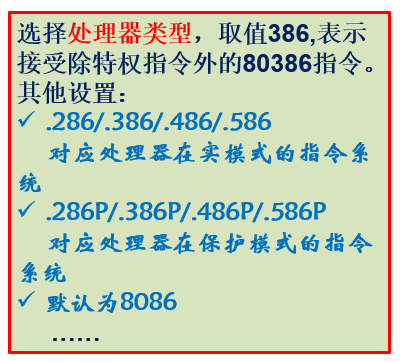 选择处理器类型，取值386,表示
接受除特权指令外的80386指令。
其他设置：
✓ .286/.386/.486/.586
对应处理器在实模式的指令系
统
✓ .286P/.386P/.486P/.586P
对应处理器在保护模式的指令
系统
✓ 默认为8086
……